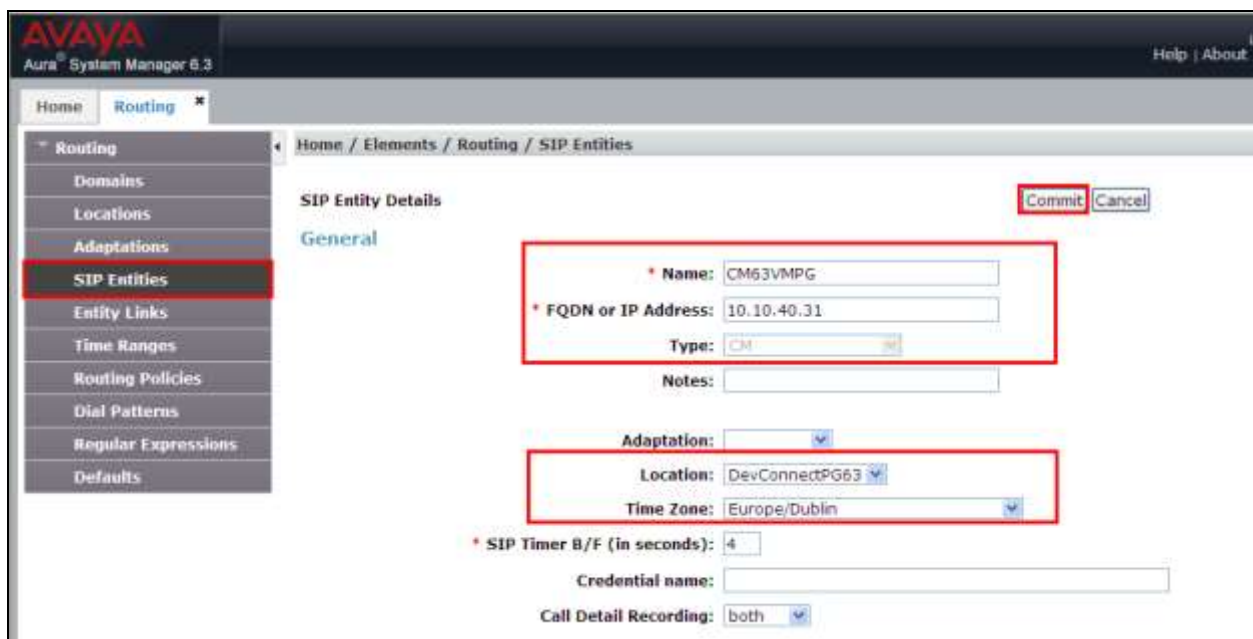 AVAYA
Aura® System Manager 6.3
Help | About
Home Routing ✖
Routing
Domains
Locations
Adaptations
SIP Entities
Entity Links
Time Ranges
Routing Policies
Dial Patterns
Regular Expressions
Defaults
Home / Elements / Routing / SIP Entities
SIP Entity Details Commit Cancel
General
* Name: CM63VMPG
* FQDN or IP Address: 10.10.40.31
Type: CM
Notes:
Adaptation:
Location: DevConnectPG63
Time Zone: Europe/Dublin
* SIP Timer B/F (in seconds): 4
Credential name:
Call Detail Recording: both